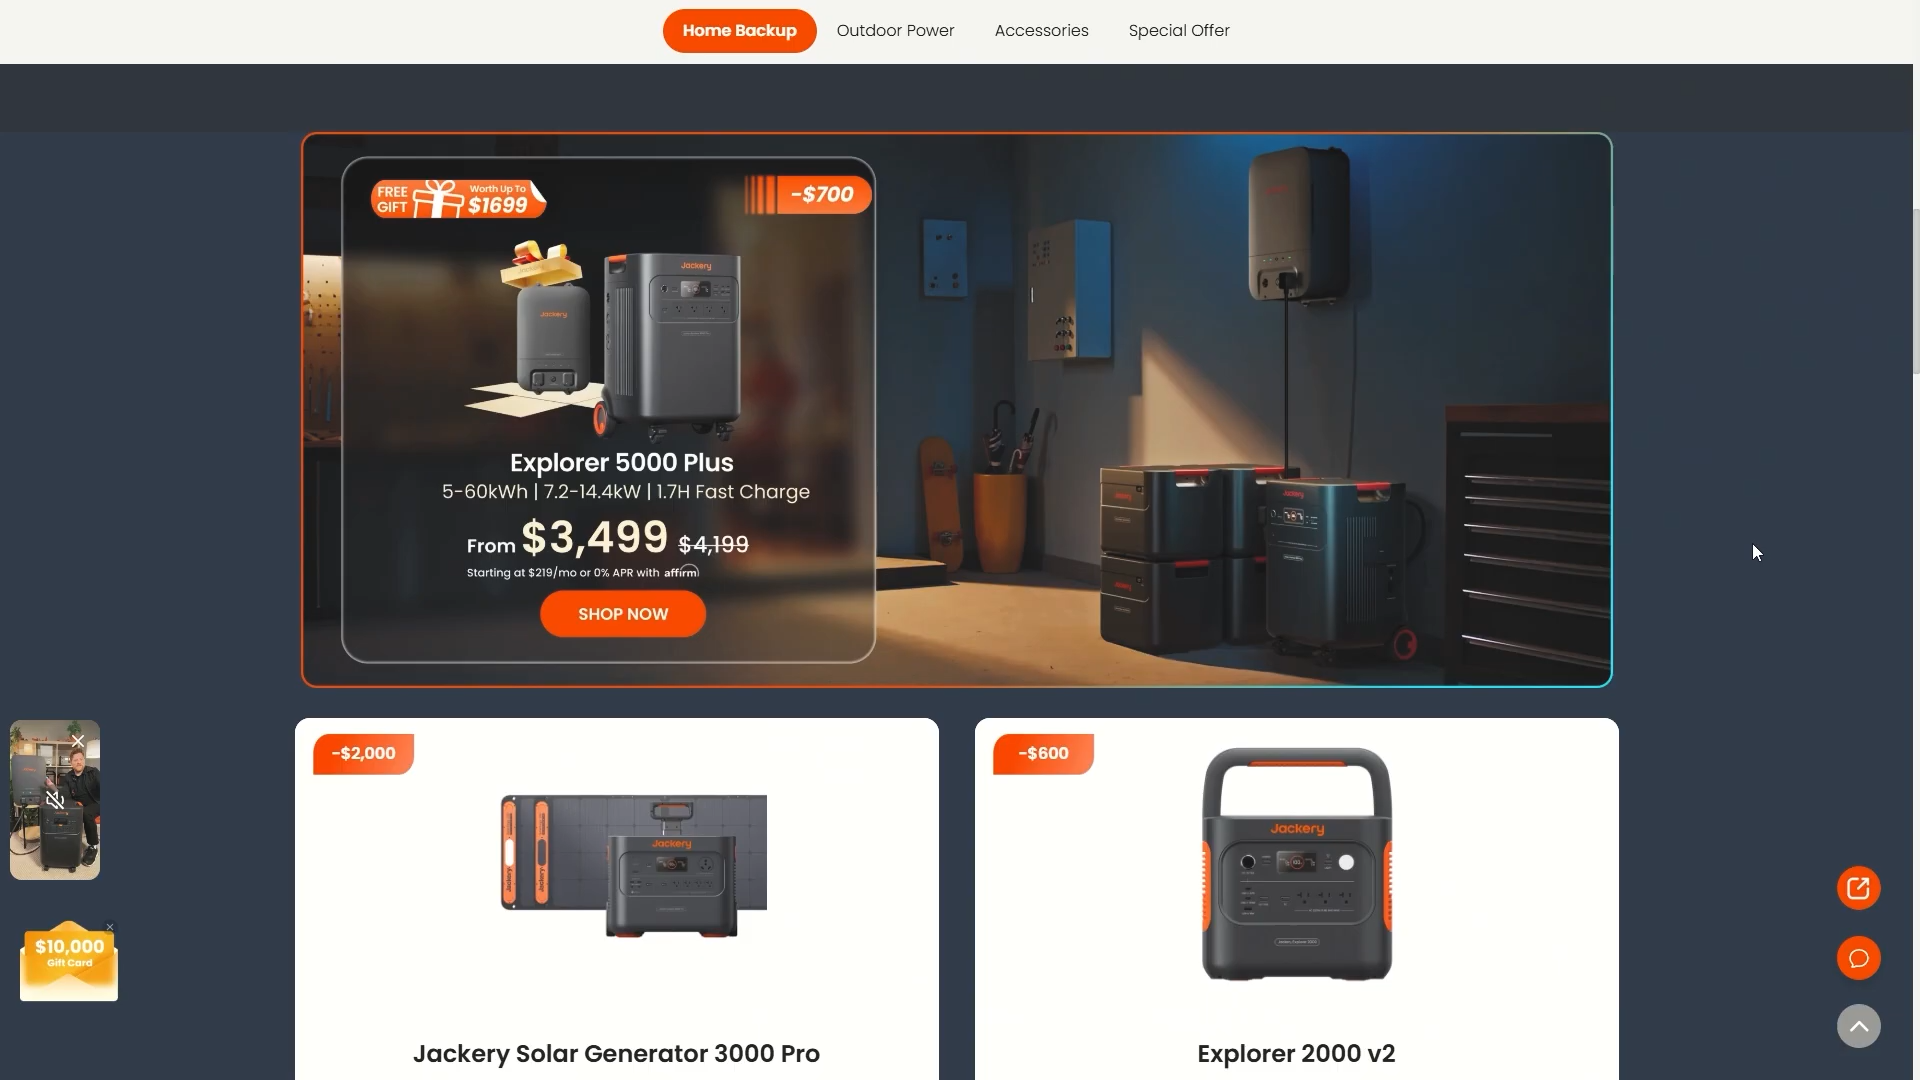 Home Backup
Outdoor Power
Accessories
Special Offer
FREE GIFT
Worth Up To
$1699
-$700
Jackery
Jackery
Explorer 5000 Plus
5-60kWh | 7.2-14.4kW | 1.7H Fast Charge
From $3,499 $4,199
Starting at $219/mo or 0% APR with affirm
SHOP NOW
-$2,000
Jackery
Jackery Solar Generator 3000 Pro
-$600
Jackery
Explorer 2000 v2
$10,000
Gift Card